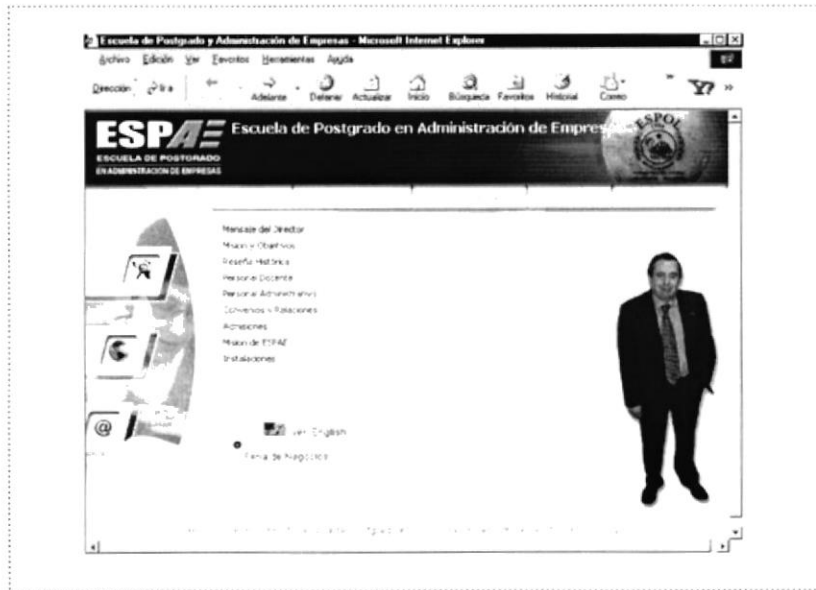 Escuela de Postgrado y Administración de Empresas - Microsoft Internet Explorer
Archivo Edición Ver Favoritos Herramientas Ayuda
Dirección Ir a Adelante Detener Actualizar Inicio Búsqueda Favoritos Historial Correo
ESPAE Escuela de Postgrado en Administración de Empres
ESPOL
ESCUELA DE POSTGRADO
EN ADMINISTRACION DE EMPRESAS
Mensaje del Director
Mision y Objetivos
Reseña Histórica
Personal Docente
Personal Administrativo
Convenios y Relaciones
Admisiones
Mision de ESPAE
Instalaciones
@
Ver English
Feria de Negocios